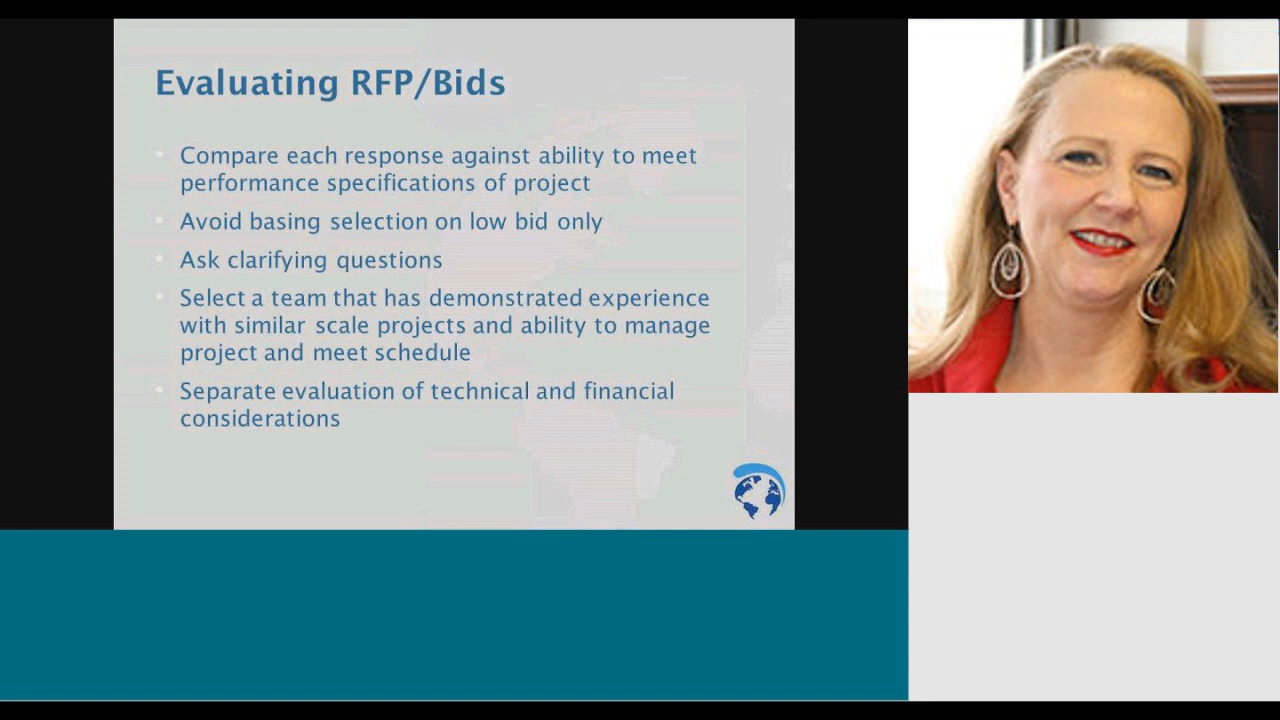 Evaluating RFP/Bids
Compare each response against ability to meet
performance specifications of project
Avoid basing selection on low bid only
Ask clarifying questions
Select a team that has demonstrated experience
with similar scale projects and ability to manage
project and meet schedule
Separate evaluation of technical and financial
considerations